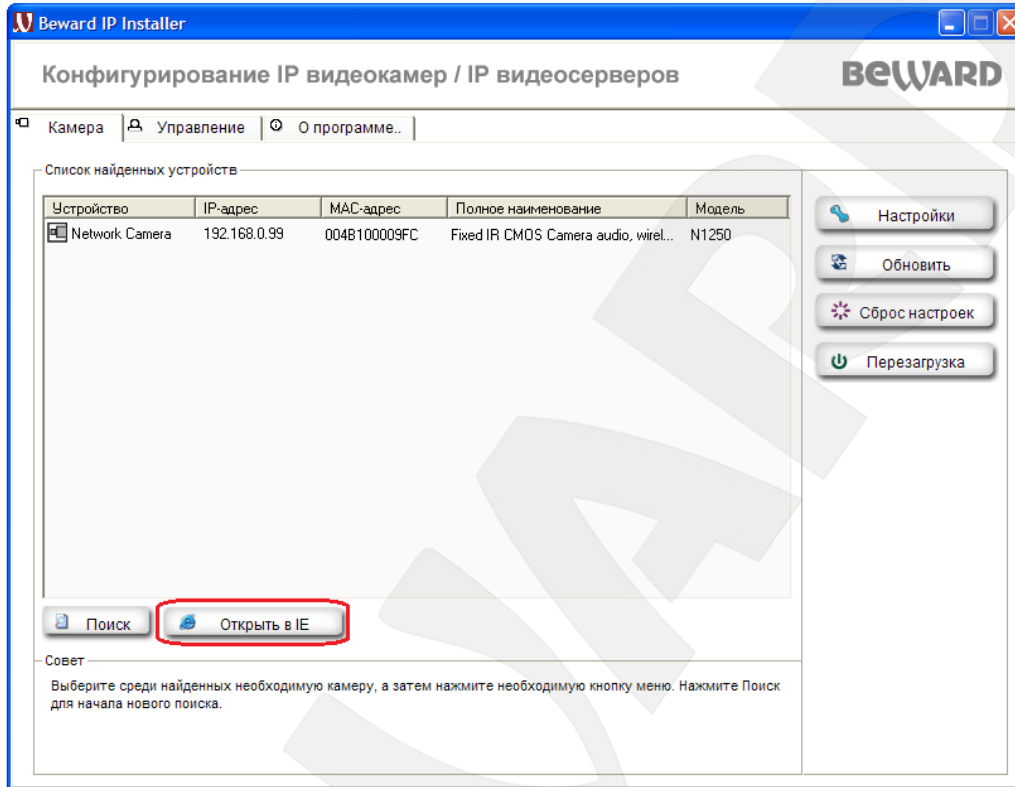 Beward IP Installer
Конфигурирование IP видеокамер / IP видеосерверов
BEWARD
Камера Управление О программе..
Список найденных устройств
Устройство IP-адрес MAC-адрес Полное наименование Модель
Network Camera 192.168.0.99 004B100009FC Fixed IR CMOS Camera audio, wirel... N1250
Настройки
Обновить
Сброс настроек
Перезагрузка
Поиск Открыть в IE
Совет
Выберите среди найденных необходимую камеру, а затем нажмите необходимую кнопку меню. Нажмите Поиск
для начала нового поиска.